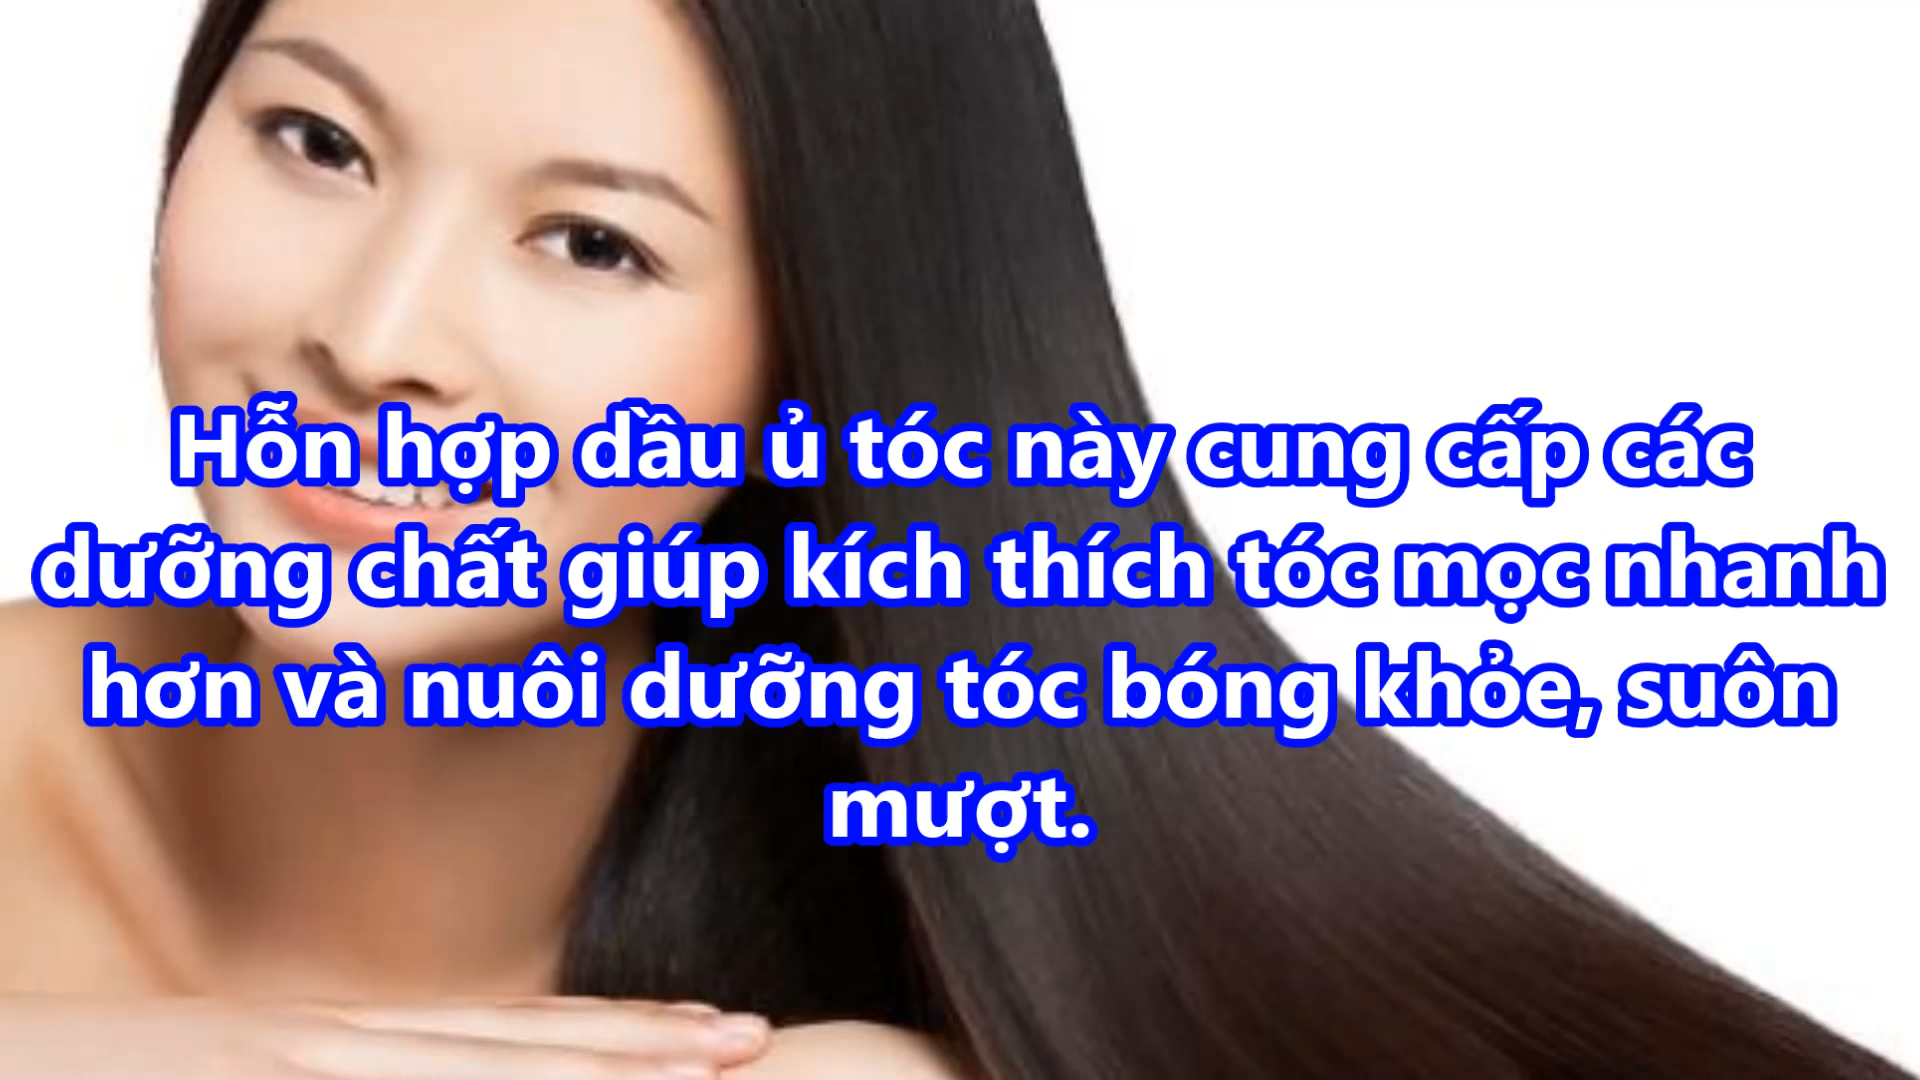 Hỗn hợp dầu ủ tóc này cung cấp các
dưỡng chất giúp kích thích tóc mọc nhanh
hơn và nuôi dưỡng tóc bóng khỏe, suôn
mượt.